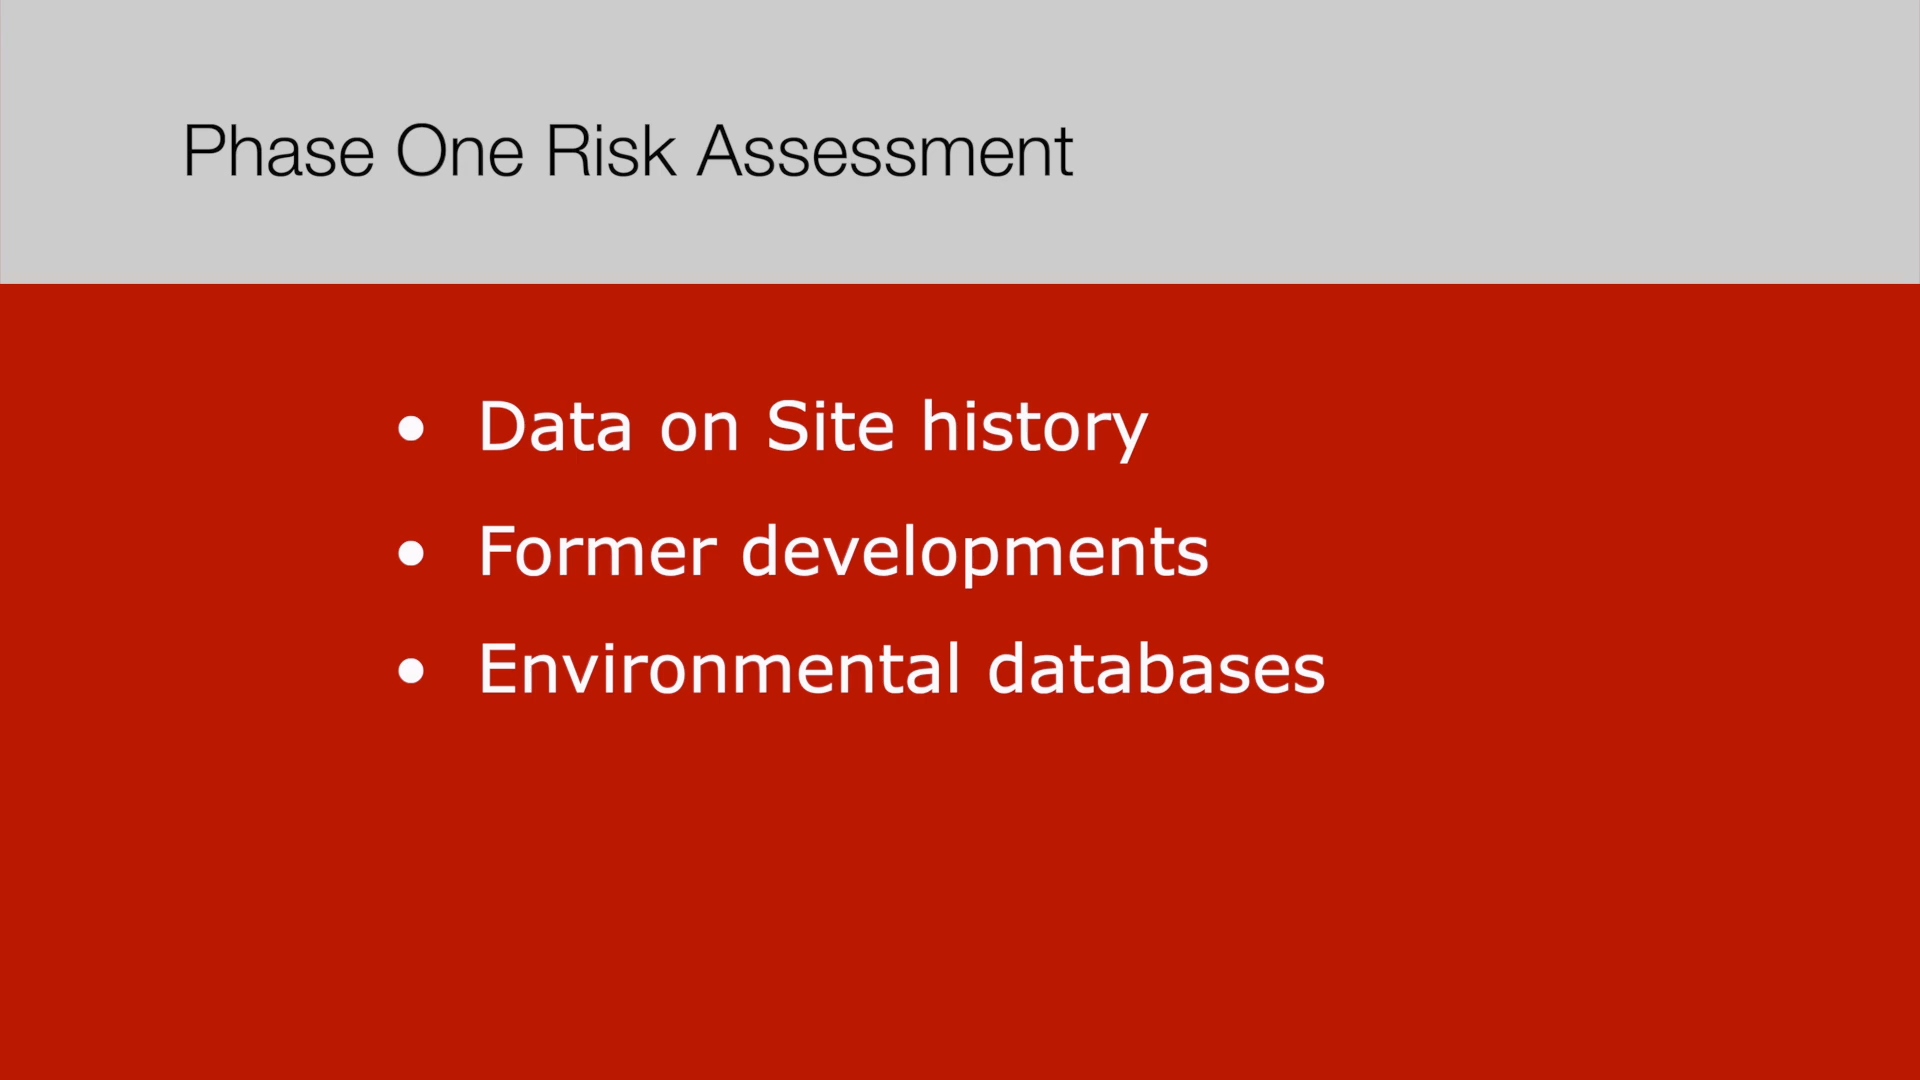 Phase One Risk Assessment
• Data on Site history
• Former developments
• Environmental databases